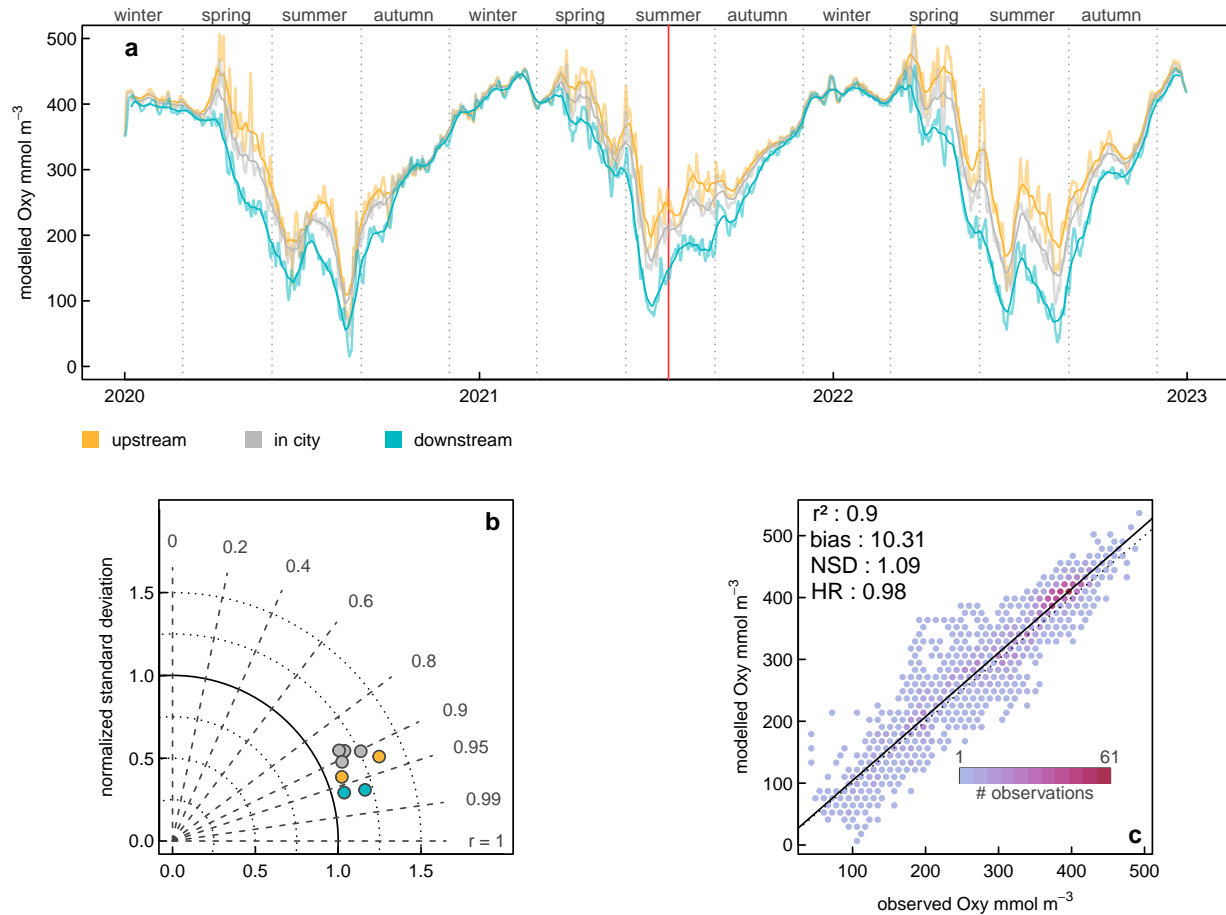 winter spring summer autumn winter spring summer autumn winter spring summer autumn
a
modelled Oxy mmol m⁻³
500
400
300
200
100
0
2020 2021 2022 2023
upstream in city downstream
b
normalized standard deviation
1.5
1.0
0.5
0.0
0 0.2 0.4 0.6 0.8 0.9 0.95 0.99 r = 1
0.0 0.5 1.0 1.5
r² : 0.9
bias : 10.31
NSD : 1.09
HR : 0.98
modelled Oxy mmol m⁻³
500
400
300
200
100
0
1 61
# observations
c
100 200 300 400 500
observed Oxy mmol m⁻³